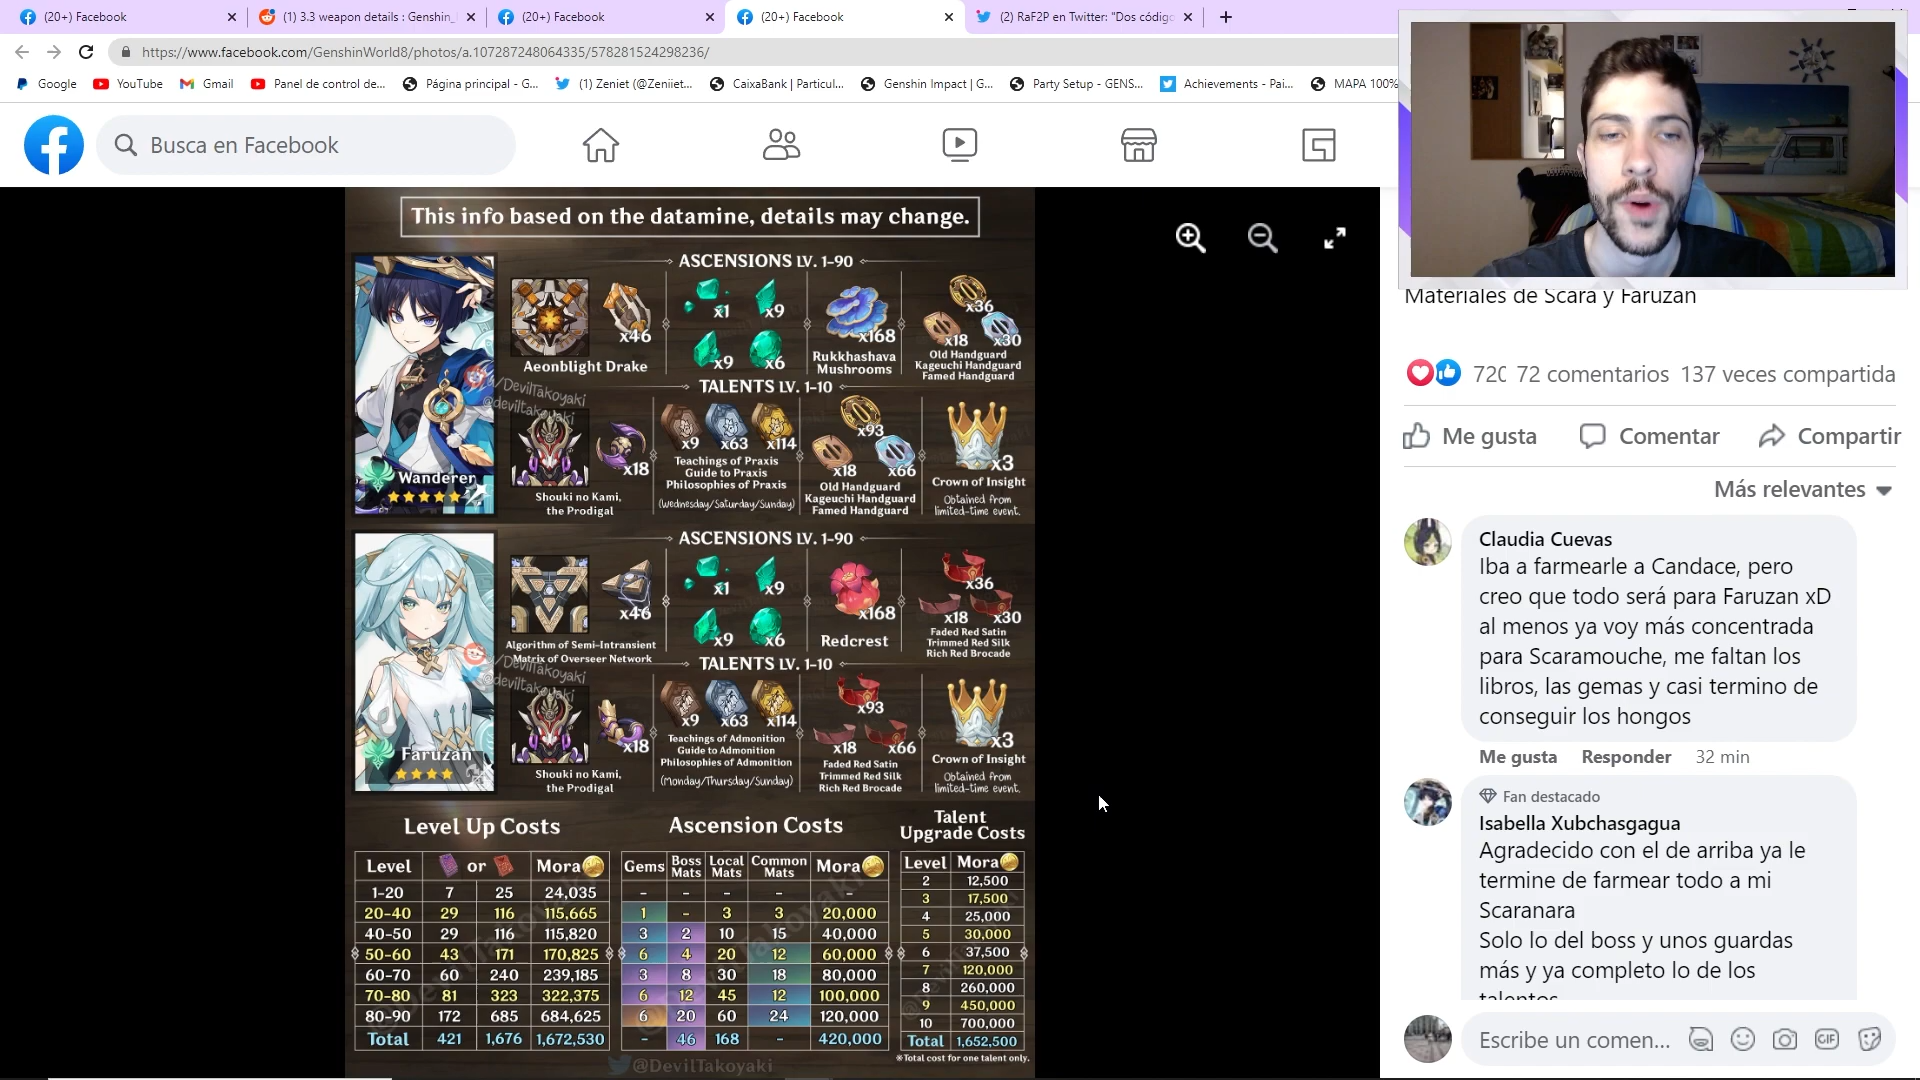 (20+) Facebook
(1) 3.3 weapon details : Genshin_
(20+) Facebook
(20+) Facebook
(2) RaF2P en Twitter: "Dos códig
https://www.facebook.com/GenshinWorld8/photos/a.107287248064335/578281524298236/
Google
YouTube
Gmail
Panel de control de...
Página principal - G...
(1) Zeniet (@Zeniiet...
CaixaBank | Particul...
Genshin Impact | G...
Party Setup - GENS...
Achievements - Pai...
MAPA 100%
Busca en Facebook
This info based on the datamine, details may change.
ASCENSIONS LV. 1-90
x46
Aeonblight Drake
x1 x9
x9 x6
x168
Rukkhashava
Mushrooms
x36
x18 x30
Old Handguard
Kageuchi Handguard
Famed Handguard
TALENTS LV. 1-10
u/DevilTakoyaki
@deviltakoyaki
Wanderer
x18
Shouki no Kami,
the Prodigal
x9 x63 x114
Teachings of Praxis
Guide to Praxis
Philosophies of Praxis
(Wednesday/Saturday/Sunday)
x93
x18 x66
Old Handguard
Kageuchi Handguard
Famed Handguard
x3
Crown of Insight
Obtained from
limited-time event.
ASCENSIONS LV. 1-90
x46
Algorithm of Semi-Intransient
Matrix of Overseer Network
x1 x9
x9 x6
x168
Redcrest
x36
x18 x30
Faded Red Satin
Trimmed Red Silk
Rich Red Brocade
TALENTS LV. 1-10
u/DevilTakoyaki
@deviltakoyaki
Faruzan
x18
Shouki no Kami,
the Prodigal
x9 x63 x114
Teachings of Admonition
Guide to Admonition
Philosophies of Admonition
(Monday/Thursday/Sunday)
x93
x18 x66
Faded Red Satin
Trimmed Red Silk
Rich Red Brocade
x3
Crown of Insight
Obtained from
limited-time event.
Level Up Costs
Level or Mora
1-20 7 25 24,035
20-40 29 116 115,665
40-50 29 116 115,820
50-60 43 171 170,825
60-70 60 240 239,185
70-80 81 323 322,375
80-90 172 685 684,625
Total 421 1,676 1,672,530
Ascension Costs
Gems Boss Mats Local Mats Common Mats Mora
- - - - -
1 - 3 3 20,000
3 2 10 15 40,000
6 4 20 12 60,000
3 8 30 18 80,000
6 12 45 12 100,000
6 20 60 24 120,000
- 46 168 - 420,000
Talent
Upgrade Costs
Level Mora
2 12,500
3 17,500
4 25,000
5 30,000
6 37,500
7 120,000
8 260,000
9 450,000
10 700,000
Total 1,652,500
*Total cost for one talent only.
@DevilTakoyaki
Materiales de Scara y Faruzan
720 72 comentarios 137 veces compartida
Me gusta Comentar Compartir
Más relevantes
Claudia Cuevas
Iba a farmearle a Candace, pero
creo que todo será para Faruzan xD
al menos ya voy más concentrada
para Scaramouche, me faltan los
libros, las gemas y casi termino de
conseguir los hongos
Me gusta Responder 32 min
Fan destacado
Isabella Xubchasgagua
Agradecido con el de arriba ya le
termine de farmear todo a mi
Scaranara
Solo lo del boss y unos guardas
más y ya completo lo de los
talentos
Escribe un comen...
GIF